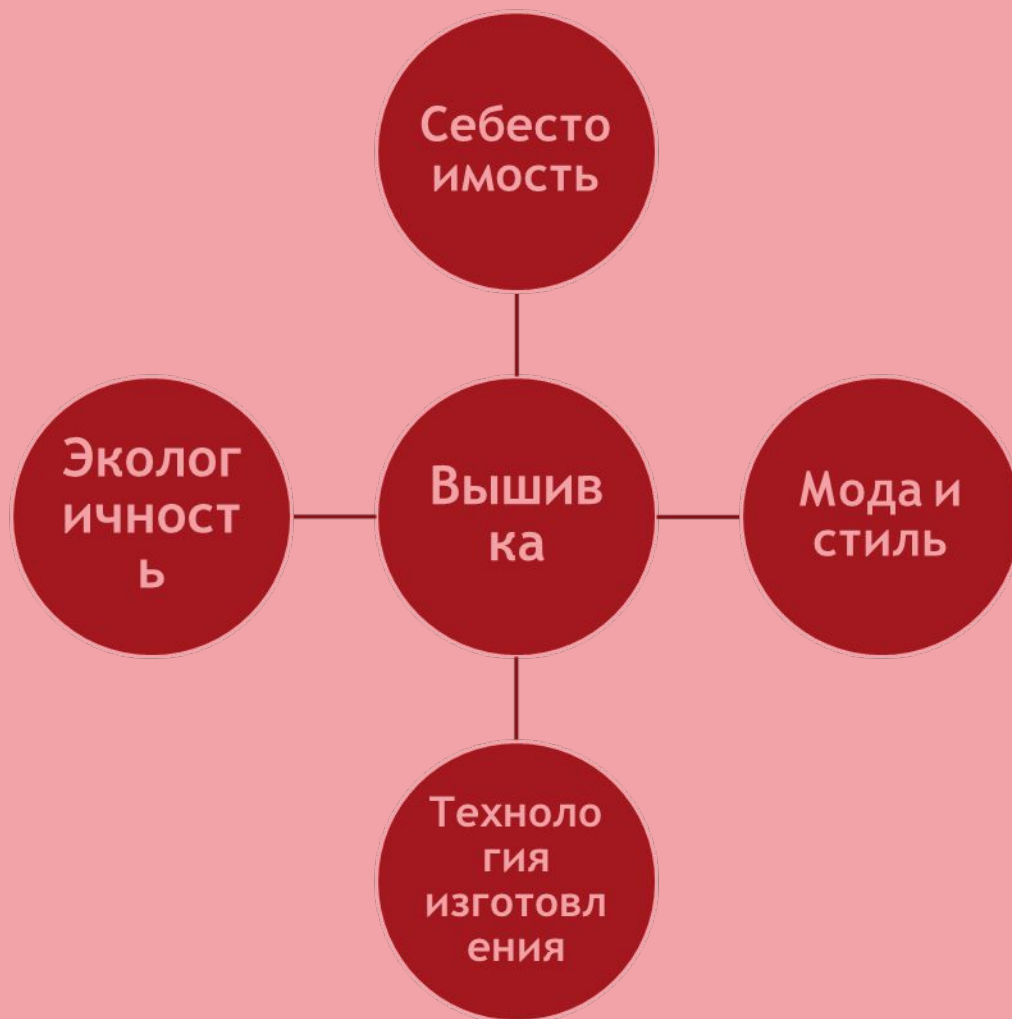 Себесто
имость
Эколог
ичност
ь
Вышив
ка
Мода и
стиль
Техноло
гия
изготовл
ения